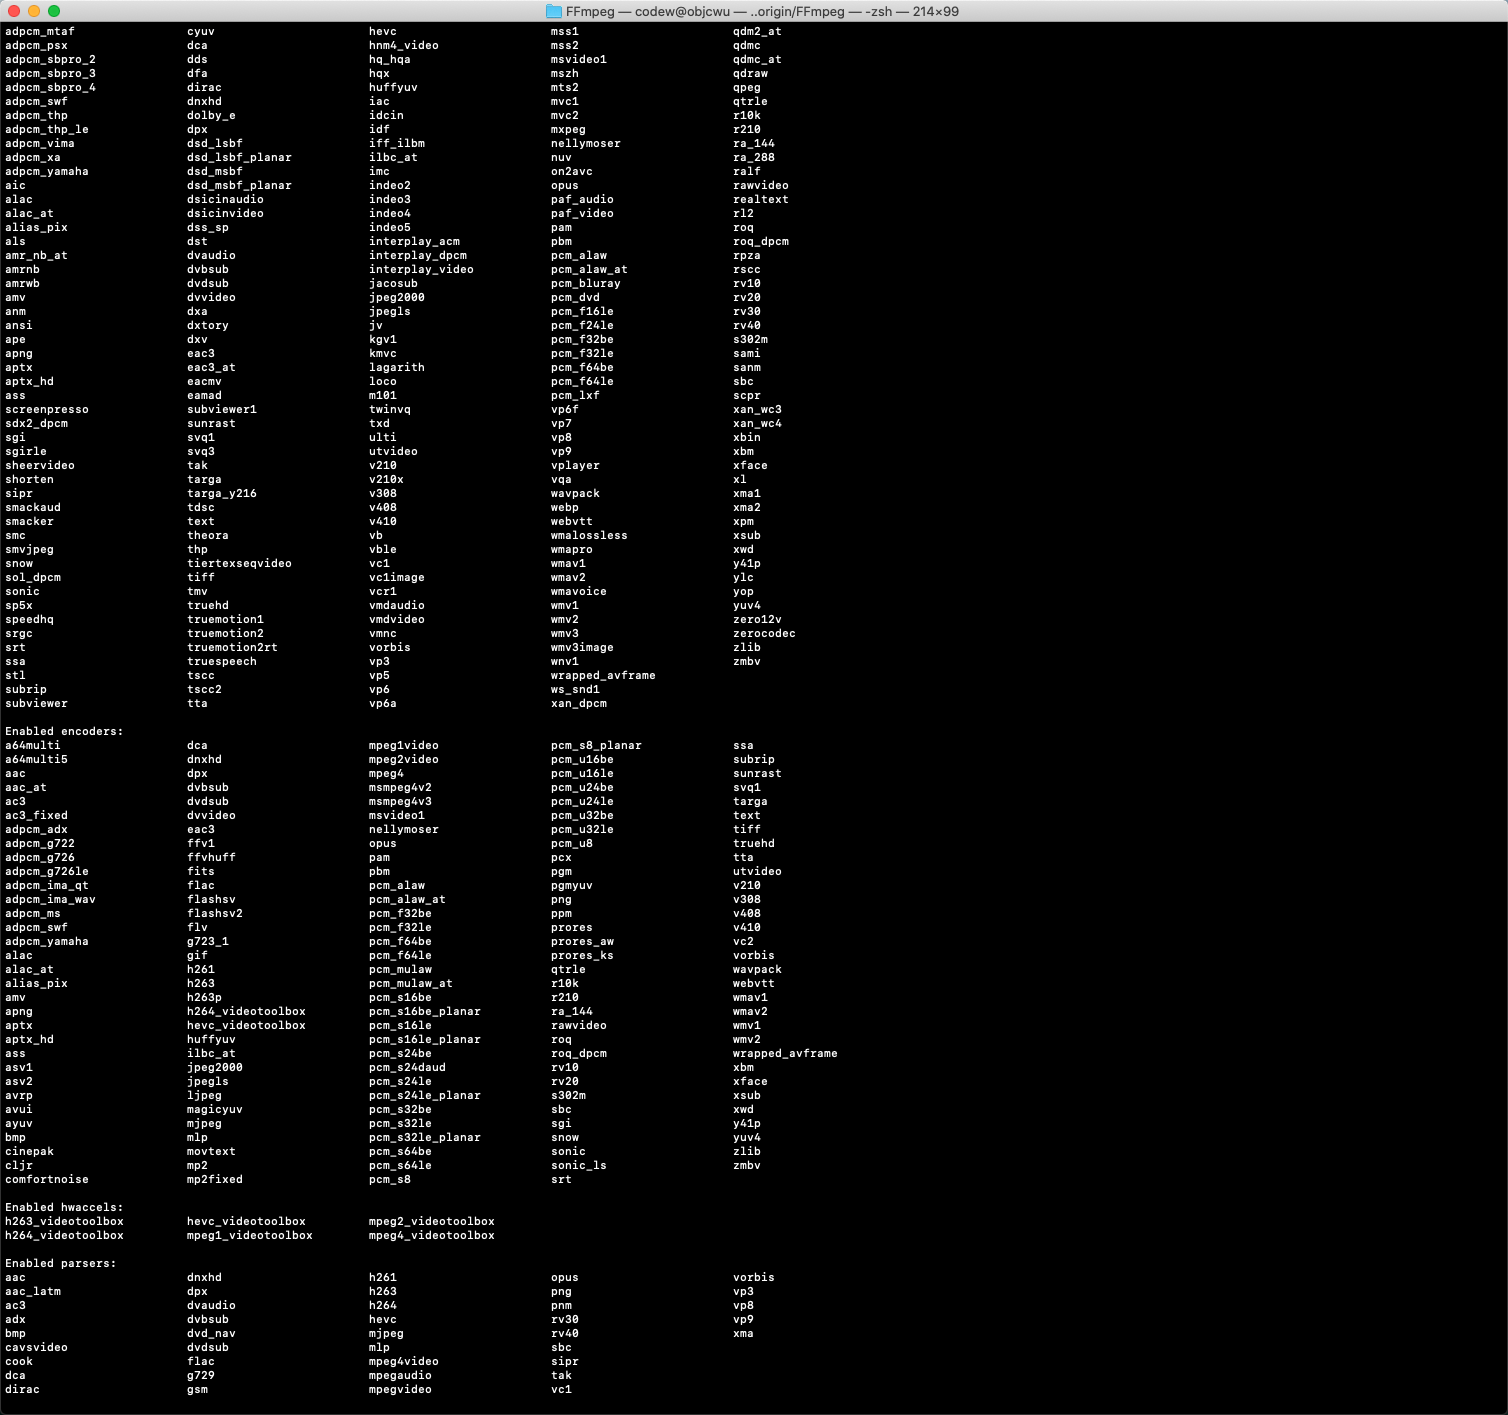 FFmpeg — codew@objcwu — ..origin/FFmpeg — -zsh — 214×99
adpcm_mtaf cyuv hevc mss1 qdm2_at
adpcm_psx dca hnm4_video mss2 qdmc
adpcm_sbpro_2 dds hq_hqa msvideo1 qdmc_at
adpcm_sbpro_3 dfa hqx mszh qdraw
adpcm_sbpro_4 dirac huffyuv mts2 qpeg
adpcm_swf dnxhd iac mvc1 qtrle
adpcm_thp dolby_e idcin mvc2 r10k
adpcm_thp_le dpx idf mxpeg r210
adpcm_vima dsd_lsbf iff_ilbm nellymoser ra_144
adpcm_xa dsd_lsbf_planar ilbc_at nuv ra_288
adpcm_yamaha dsd_msbf imc on2avc ralf
aic dsd_msbf_planar indeo2 opus rawvideo
alac dsicinaudio indeo3 paf_audio realtext
alac_at dsicinvideo indeo4 paf_video rl2
alias_pix dss_sp indeo5 pam roq
als dst interplay_acm pbm roq_dpcm
amr_nb_at dvaudio interplay_dpcm pcm_alaw rpza
amrnb dvbsub interplay_video pcm_alaw_at rscc
amrwb dvdsub jacosub pcm_bluray rv10
amv dvvideo jpeg2000 pcm_dvd rv20
anm dxa jpegls pcm_f16le rv30
ansi dxtory jv pcm_f24le rv40
ape dxv kgv1 pcm_f32be s302m
apng eac3 kmvc pcm_f32le sami
aptx eac3_at lagarith pcm_f64be sanm
aptx_hd eacmv loco pcm_f64le sbc
ass eamad m101 pcm_lxf scpr
screenpresso subviewer1 twinvq vp6f xan_wc3
sdx2_dpcm sunrast txd vp7 xan_wc4
sgi svq1 ulti vp8 xbin
sgirle svq3 utvideo vp9 xbm
sheervideo tak v210 vplayer xface
shorten targa v210x vqa xl
sipr targa_y216 v308 wavpack xma1
smackaud tdsc v408 webp xma2
smacker text v410 webvtt xpm
smc theora vb wmalossless xsub
smvjpeg thp vble wmapro xwd
snow tiertexseqvideo vc1 wmav1 y41p
sol_dpcm tiff vc1image wmav2 ylc
sonic tmv vcr1 wmavoice yop
sp5x truehd vmdaudio wmv1 yuv4
speedhq truemotion1 vmdvideo wmv2 zero12v
srgc truemotion2 vmnc wmv3 zerocodec
srt truemotion2rt vorbis wmv3image zlib
ssa truespeech vp3 wnv1 zmbv
stl tscc vp5 wrapped_avframe
subrip tscc2 vp6 ws_snd1
subviewer tta vp6a xan_dpcm
Enabled encoders:
a64multi dca mpeg1video pcm_s8_planar ssa
a64multi5 dnxhd mpeg2video pcm_u16be subrip
aac dpx mpeg4 pcm_u16le sunrast
aac_at dvbsub msmpeg4v2 pcm_u24be svq1
ac3 dvdsub msmpeg4v3 pcm_u24le targa
ac3_fixed dvvideo msvideo1 pcm_u32be text
adpcm_adx eac3 nellymoser pcm_u32le tiff
adpcm_g722 ffv1 opus pcm_u8 truehd
adpcm_g726 ffvhuff pam pcx tta
adpcm_g726le fits pbm pgm utvideo
adpcm_ima_qt flac pcm_alaw pgmyuv v210
adpcm_ima_wav flashsv pcm_alaw_at png v308
adpcm_ms flashsv2 pcm_f32be ppm v408
adpcm_swf flv pcm_f32le prores v410
adpcm_yamaha g723_1 pcm_f64be prores_aw vc2
alac gif pcm_f64le prores_ks vorbis
alac_at h261 pcm_mulaw qtrle wavpack
alias_pix h263 pcm_mulaw_at r10k webvtt
amv h263p pcm_s16be r210 wmav1
apng h264_videotoolbox pcm_s16be_planar ra_144 wmav2
aptx hevc_videotoolbox pcm_s16le rawvideo wmv1
aptx_hd huffyuv pcm_s16le_planar roq wmv2
ass ilbc_at pcm_s24be roq_dpcm wrapped_avframe
asv1 jpeg2000 pcm_s24daud rv10 xbm
asv2 jpegls pcm_s24le rv20 xface
avrp ljpeg pcm_s24le_planar s302m xsub
avui magicyuv pcm_s32be sbc xwd
ayuv mjpeg pcm_s32le sgi y41p
bmp mlp pcm_s32le_planar snow yuv4
cinepak movtext pcm_s64be sonic zlib
cljr mp2 pcm_s64le sonic_ls zmbv
comfortnoise mp2fixed pcm_s8 srt
Enabled hwaccels:
h263_videotoolbox hevc_videotoolbox mpeg2_videotoolbox
h264_videotoolbox mpeg1_videotoolbox mpeg4_videotoolbox
Enabled parsers:
aac dnxhd h261 opus vorbis
aac_latm dpx h263 png vp3
ac3 dvaudio h264 pnm vp8
adx dvbsub hevc rv30 vp9
bmp dvd_nav mjpeg rv40 xma
cavsvideo dvdsub mlp sbc
cook flac mpeg4video sipr
dca g729 mpegaudio tak
dirac gsm mpegvideo vc1